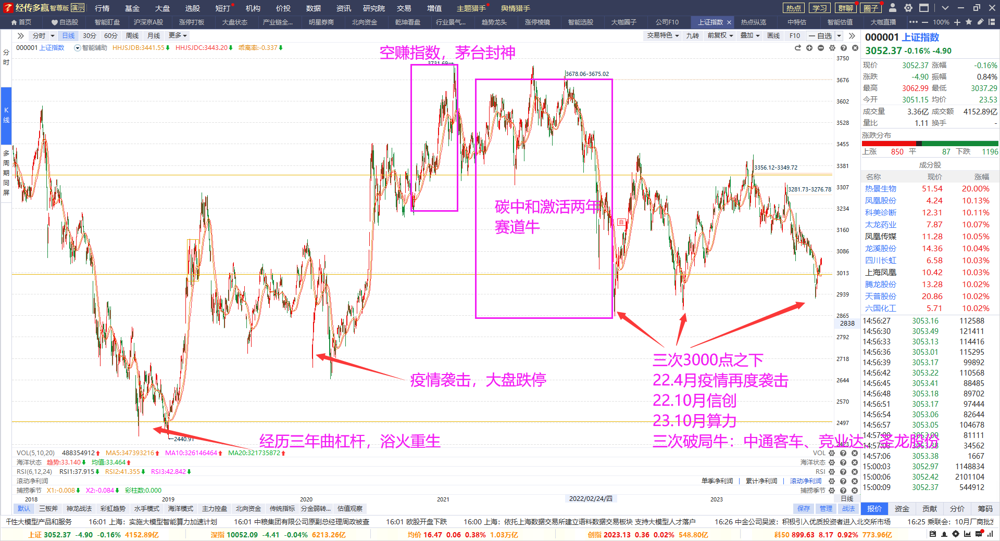 经传多赢 智尊版 演示 行情 基金 大盘 选股 短打 机构 价投 数据 资讯 研究院 交易 增值 主题猎手 舆情猎手 热点 学习 群聊 圈子
首页 自选股 智能盯盘 沪深京A股 涨停打板 大盘状态 产业链全... 明星券商 北向资金 乾坤看盘 行业景气... 趋势龙头 涨停棱镜 智能选股 大咖圈子 公司F10 上证指数 热点纵览 中特估 智能估值 大咖直播 100%
分时 日线 30分 60分 周线 月线 更多 交易特色 九转 前复权 叠加 画线 F10 自选
000001 上证指数 智能辅助 HHJSJDB:3441.55 HHJSJDC:3443.20 乖离率:-0.337
分时
K线
多周期同屏
空赚指数，茅台封神
3731.69
3678.06-3675.02
3356.12-3349.72
3281.73-3276.78
碳中和激活两年
赛道牛
自
疫情袭击，大盘跌停
2440.91
经历三年曲杠杆，浴火重生
三次3000点之下
22.4月疫情再度袭击
22.10月信创
23.10月算力
三次破局牛：中通客车、竞业达、圣龙股份
3750
3676
3602
3528
3455
3381
3307
3234
3160
3086
3013
2939
2865
2838
2792
2718
2644
2570
2497
2423
VOL(5,10,20) 488354912 MA5:347393216 MA10:326146464 MA20:321735872 VOL
海洋状态 趋势:33.140 均值:33.464 海洋状态
RSI(6,12,24) RSI1:37.915 RSI2:41.355 RSI3:42.842 RSI
滚动净利润 单季净利润 累计净利润 滚动净利润
捕捞季节 X1:-0.008 X2:-0.084 彩柱数:0.000 捕捞季节
2018 2019 2020 2021 2022/02/24/四 2023 日线
默认 三板斧 神龙战法 彩虹趋势 水手模式 海洋模式 主力控盘 北向资金 传统指标 分金弱转... 估值观察 保存 管理 战法
000001 上证指数
3052.37 -0.16% -4.90
现价 3052.37 涨幅 -0.16%
涨跌 -4.90 振幅 0.84%
最高 3062.99 最低 3037.29
今开 3051.15 均价 23.53
成交量 3.36亿 成交额 4152.89亿
量比 1.11 换手 -
涨跌分布
上涨 850 平 87 下跌 1196
成分股
名称 现价 涨幅
热景生物 51.54 20.00%
凤凰股份 4.24 10.13%
科美诊断 12.31 10.11%
太龙药业 7.87 10.07%
凤凰传媒 11.28 10.05%
龙溪股份 14.36 10.04%
四川长虹 6.58 10.03%
上海凤凰 10.42 10.03%
腾龙股份 13.28 10.02%
天普股份 20.86 10.02%
六国化工 5.71 10.02%
14:56:27 3053.16 112588
14:56:30 3053.49 121411
14:56:33 3053.13 114416
14:56:36 3053.01 115295
14:56:39 3053.17 99892
14:56:42 3053.22 110568
14:56:45 3053.41 88485
14:56:48 3053.18 89702
14:56:51 3053.17 97444
14:56:54 3053.06 82644
14:56:57 3053.05 104678
14:57:00 3053.09 81111
14:57:03 3053.38 34562
14:57:06 3053.38 1667
15:00:03 3052.97 1148834
15:00:06 3052.42 2101104
15:00:09 3052.37 544912
报价 资金 贡献 分价 筹码
千性大模型产品和服务 16:01 上海：实施大模型智能算力加速计划 16:01 中粮集团有限公司原副总经理周政被查 16:01 欧股开盘下跌 16:00 上海：依托上海数据交易所建立语料数据交易板块 支持大模型人才落户 16:26 中金公司吴波：积极引入优质投资者进入北交所市场 16:25 乘联会：10月厂商批发
上证 3052.37 -4.90 -0.16% 4152.89亿 深指 10052.09 -4.41 -0.04% 6213.26亿 均价 16.47 0.06 0.38% 1.03万亿 创指 2023.13 0.36 0.02% 548.80亿 科50 899.63 8.17 0.92% 773.96亿